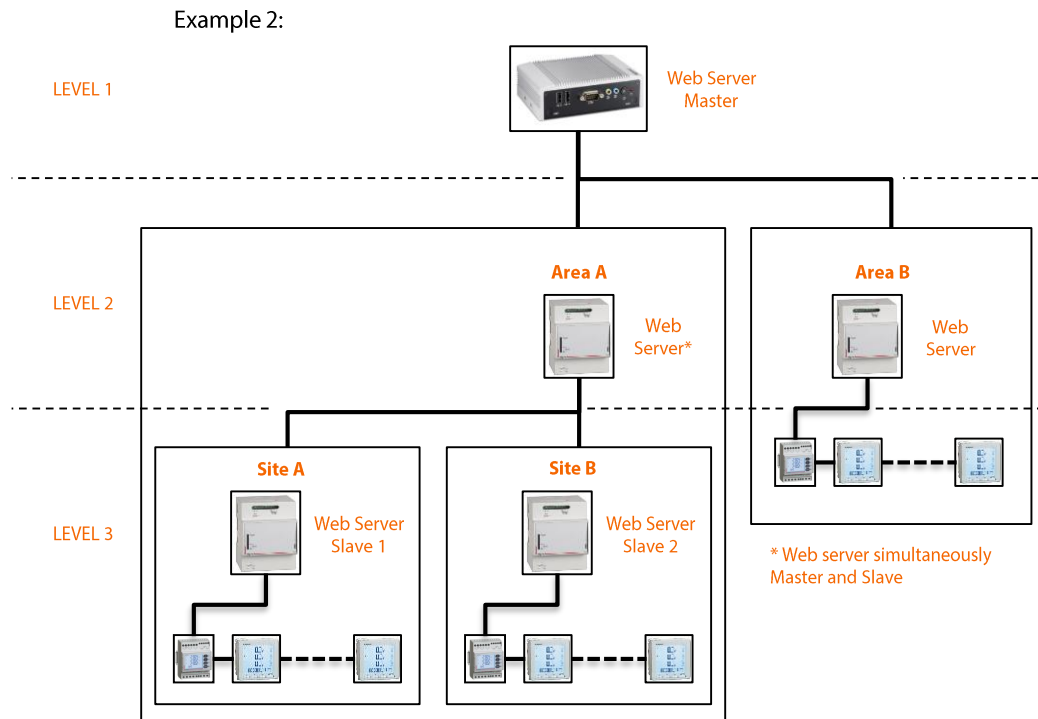 Example 2:
LEVEL 1
Web Server
Master
LEVEL 2
Area A
Web
Server*
Area B
Web
Server
LEVEL 3
Site A
Web Server
Slave 1
Site B
Web Server
Slave 2
* Web server simultaneously
Master and Slave